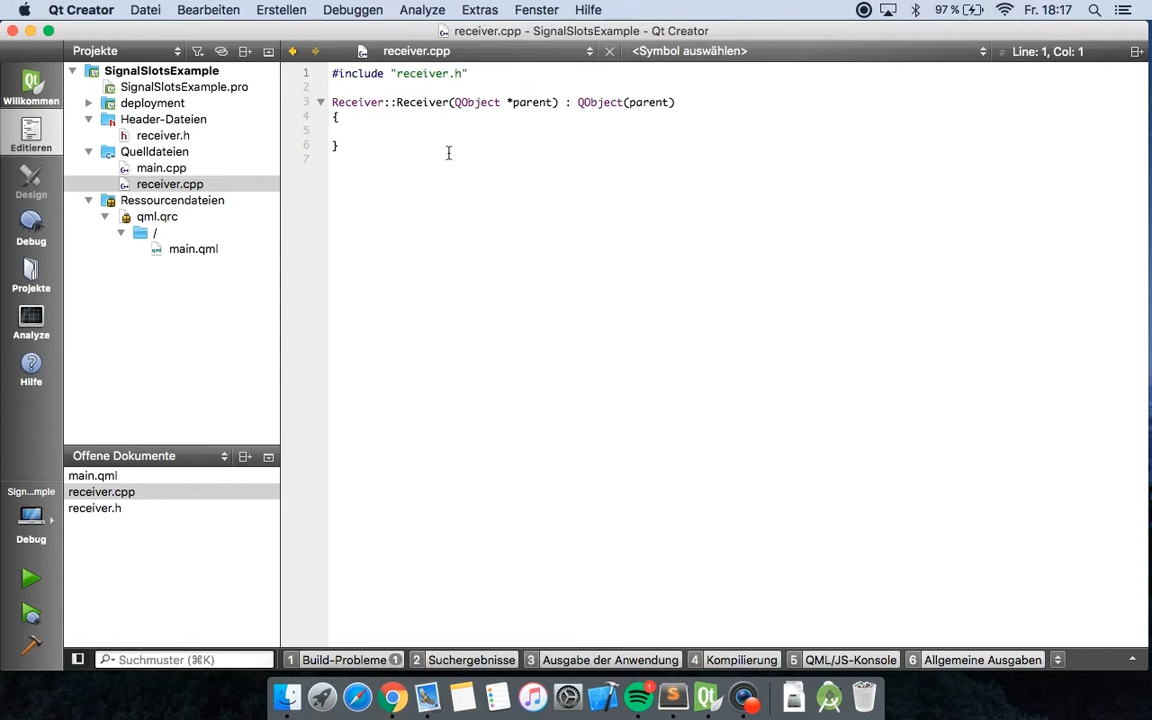 Qt Creator Datei Bearbeiten Erstellen Debuggen Analyze Extras Fenster Hilfe 97 % Fr. 18:17
receiver.cpp - SignalSlotsExample - Qt Creator
Projekte receiver.cpp <Symbol auswählen> # Line: 1, Col: 1
Willkommen
Editieren
Design
Debug
Projekte
Analyze
Hilfe
Sign...mple
Debug
SignalSlotsExample
SignalSlotsExample.pro
deployment
Header-Dateien
receiver.h
Quelldateien
main.cpp
receiver.cpp
Ressourcendateien
qml.qrc
/
main.qml
Offene Dokumente
main.qml
receiver.cpp
receiver.h
1 #include "receiver.h"
2
3 Receiver::Receiver(QObject *parent) : QObject(parent)
4 {
5
6 }
7
Suchmuster (⌘K) 1 Build-Probleme 1 2 Suchergebnisse 3 Ausgabe der Anwendung 4 Kompilierung 5 QML/JS-Konsole 6 Allgemeine Ausgaben